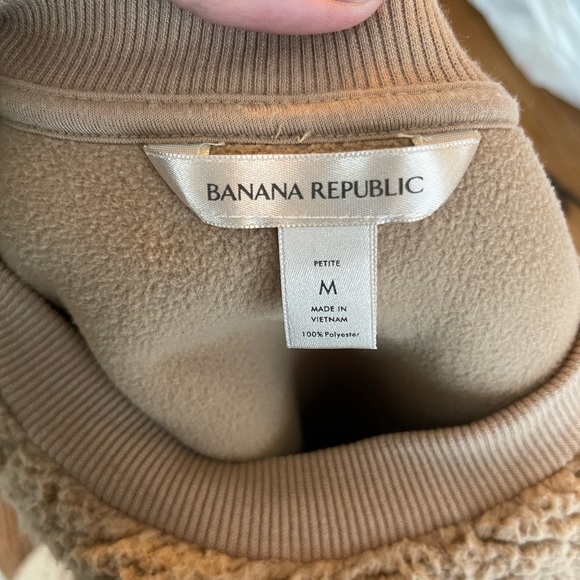 BANANA REPUBLIC
PETITE
M
MADE IN
VIETNAM
100% Polyester